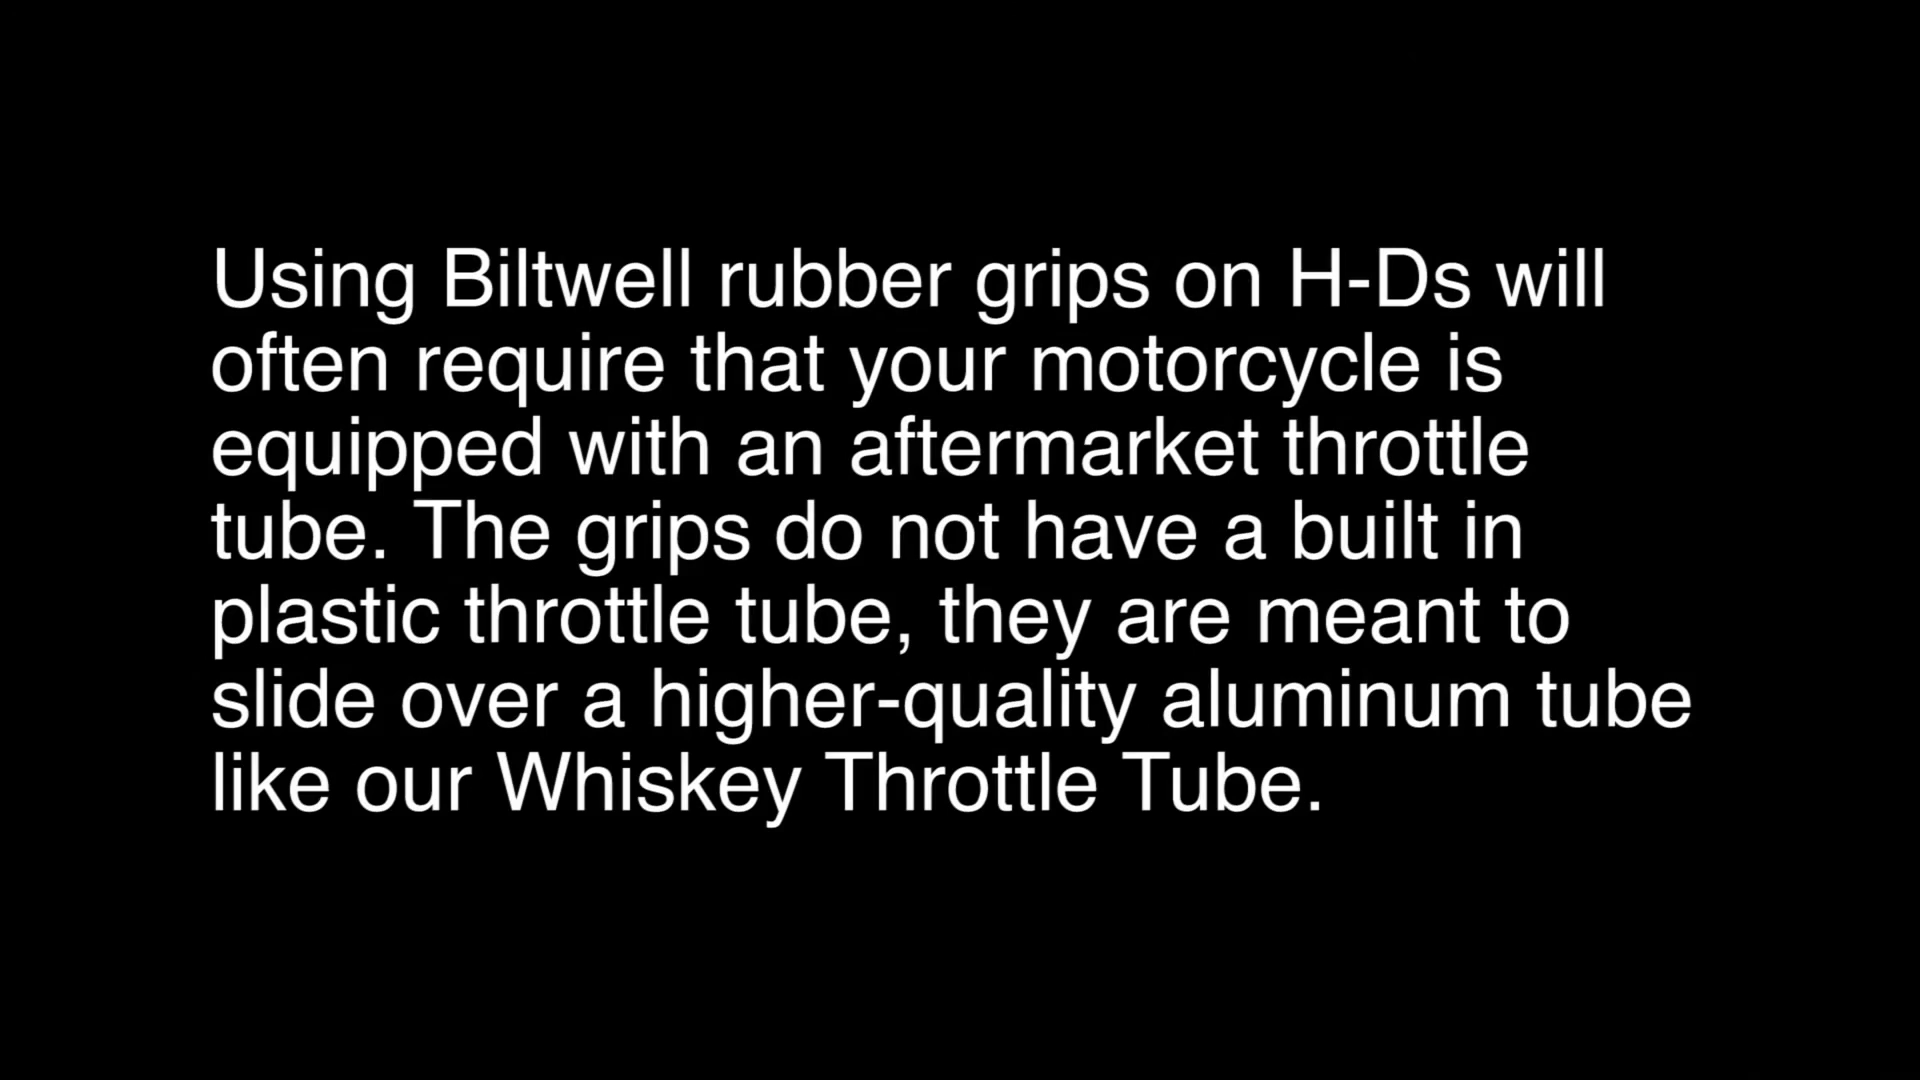 Using Biltwell rubber grips on H-Ds will
often require that your motorcycle is
equipped with an aftermarket throttle
tube. The grips do not have a built in
plastic throttle tube, they are meant to
slide over a higher-quality aluminum tube
like our Whiskey Throttle Tube.